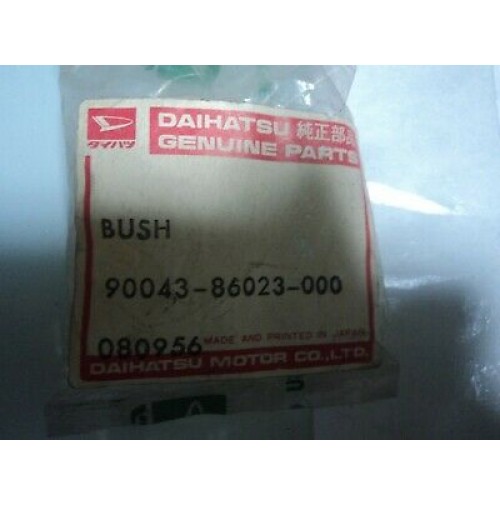 DAIHATSU 純正部品
ダイハツ GENUINE PARTS
BUSH
90043-86023-000
080956 MADE AND PRINTED IN JAPAN
DAIHATSU MOTOR CO., LTD.